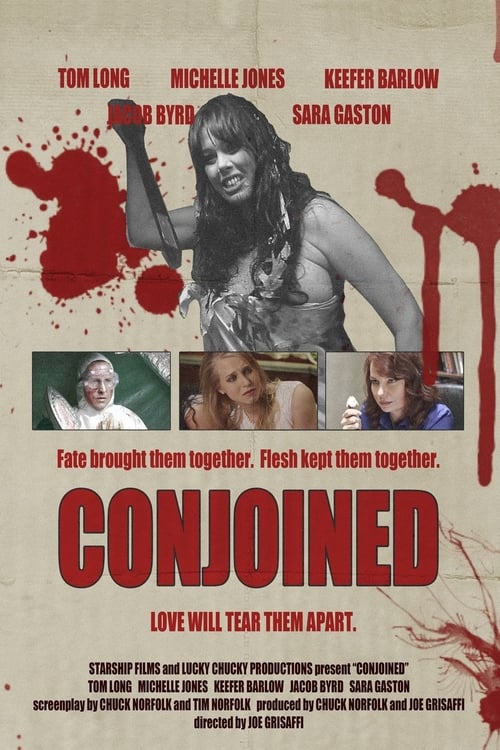 TOM LONG MICHELLE JONES KEEFER BARLOW
JACOB BYRD SARA GASTON
Fate brought them together. Flesh kept them together.
CONJOINED
LOVE WILL TEAR THEM APART.
STARSHIP FILMS and LUCKY CHUCKY PRODUCTIONS present "CONJOINED"
TOM LONG MICHELLE JONES KEEFER BARLOW JACOB BYRD SARA GASTON
screenplay by CHUCK NORFOLK and TIM NORFOLK produced by CHUCK NORFOLK and JOE GRISAFFI
directed by JOE GRISAFFI